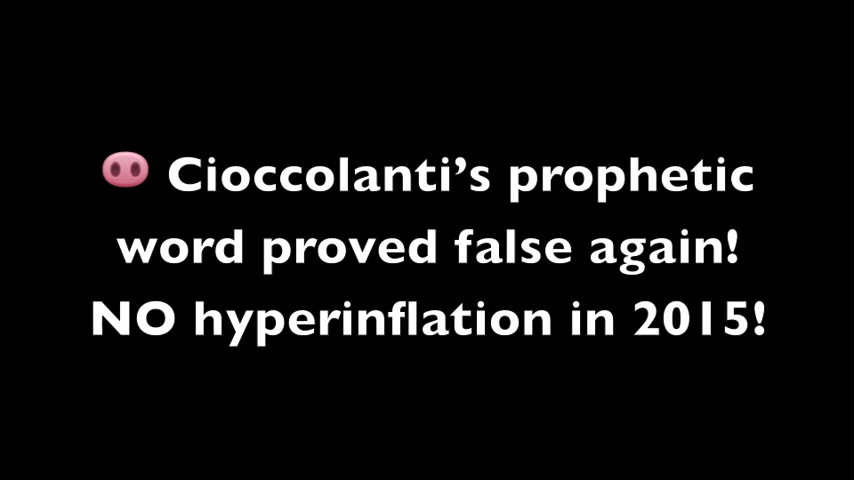 🐽 Cioccolanti’s prophetic
word proved false again!
NO hyperinflation in 2015!